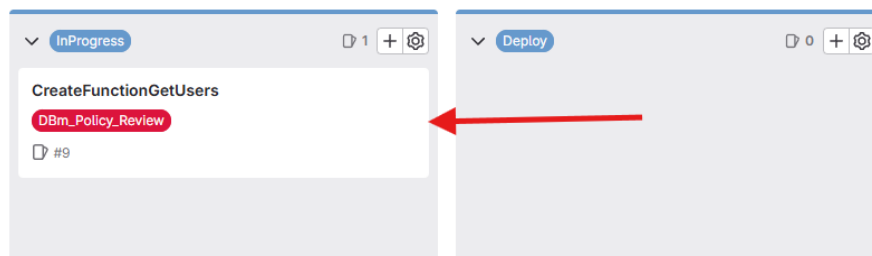 InProgress 1
CreateFunctionGetUsers
DBm_Policy_Review
#9
Deploy 0